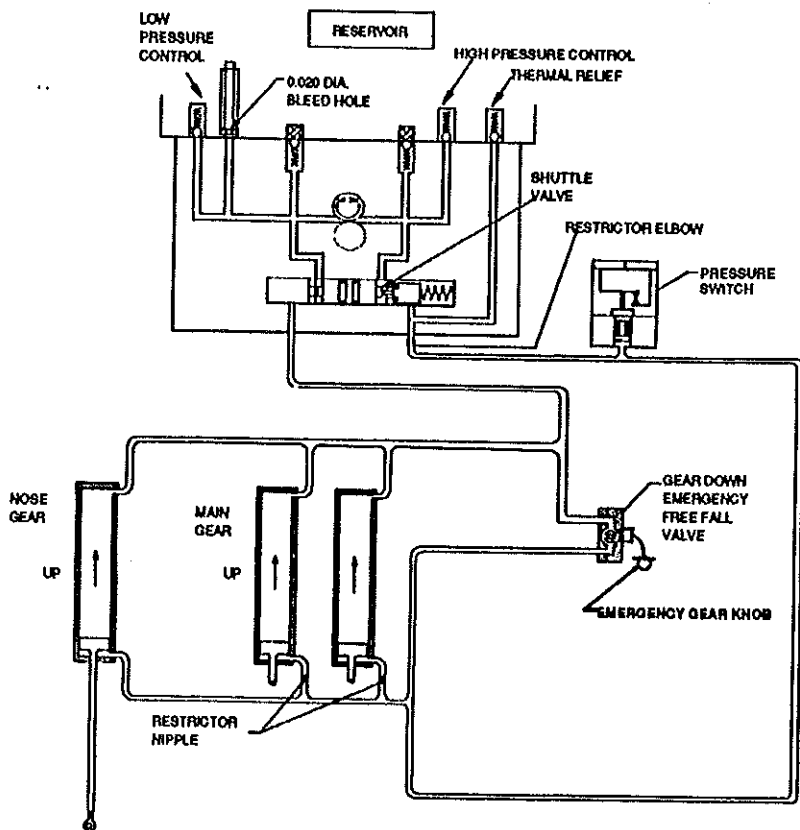 LOW
PRESSURE
CONTROL
RESERVOIR
HIGH PRESSURE CONTROL
THERMAL RELIEF
0.020 DIA.
BLEED HOLE
SHUTTLE
VALVE
RESTRICTOR ELBOW
PRESSURE
SWITCH
NOSE
GEAR
UP
MAIN
GEAR
UP
GEAR DOWN
EMERGENCY
FREE FALL
VALVE
EMERGENCY GEAR KNOB
RESTRICTOR
NIPPLE